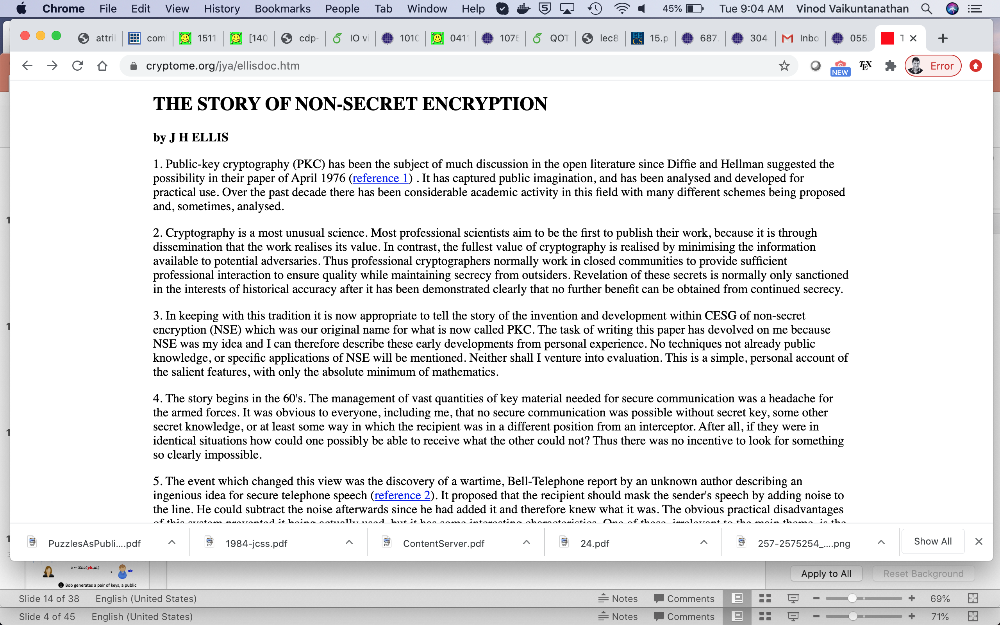 Chrome File Edit View History Bookmarks People Tab Window Help 45% Tue 9:04 AM Vinod Vaikuntanathan
attri com 1511 [140 cdp- IO vi 1010 0411 1075 QOT lec8 15.p 687. 304 Inbo 055.
cryptome.org/jya/ellisdoc.htm
NEW TEX Error
THE STORY OF NON-SECRET ENCRYPTION
by J H ELLIS
1. Public-key cryptography (PKC) has been the subject of much discussion in the open literature since Diffie and Hellman suggested the
possibility in their paper of April 1976 (reference 1) . It has captured public imagination, and has been analysed and developed for
practical use. Over the past decade there has been considerable academic activity in this field with many different schemes being proposed
and, sometimes, analysed.
2. Cryptography is a most unusual science. Most professional scientists aim to be the first to publish their work, because it is through
dissemination that the work realises its value. In contrast, the fullest value of cryptography is realised by minimising the information
available to potential adversaries. Thus professional cryptographers normally work in closed communities to provide sufficient
professional interaction to ensure quality while maintaining secrecy from outsiders. Revelation of these secrets is normally only sanctioned
in the interests of historical accuracy after it has been demonstrated clearly that no further benefit can be obtained from continued secrecy.
3. In keeping with this tradition it is now appropriate to tell the story of the invention and development within CESG of non-secret
encryption (NSE) which was our original name for what is now called PKC. The task of writing this paper has devolved on me because
NSE was my idea and I can therefore describe these early developments from personal experience. No techniques not already public
knowledge, or specific applications of NSE will be mentioned. Neither shall I venture into evaluation. This is a simple, personal account of
the salient features, with only the absolute minimum of mathematics.
4. The story begins in the 60's. The management of vast quantities of key material needed for secure communication was a headache for
the armed forces. It was obvious to everyone, including me, that no secure communication was possible without secret key, some other
secret knowledge, or at least some way in which the recipient was in a different position from an interceptor. After all, if they were in
identical situations how could one possibly be able to receive what the other could not? Thus there was no incentive to look for something
so clearly impossible.
5. The event which changed this view was the discovery of a wartime, Bell-Telephone report by an unknown author describing an
ingenious idea for secure telephone speech (reference 2). It proposed that the recipient should mask the sender's speech by adding noise to
the line. He could subtract the noise afterwards since he had added it and therefore knew what it was. The obvious practical disadvantages
of this system prevented it being actually used, but it has some interesting characteristics. One of these, irrelevant to the main theme, is the
PuzzlesAsPubli....pdf 1984-jcss.pdf ContentServer.pdf 24.pdf 257-2575254_....png Show All
c ← Enc(pk,m) sk
1 Bob generates a pair of keys, a public
Apply to All Reset Background
Slide 14 of 38 English (United States) Notes Comments 69%
Slide 4 of 45 English (United States) Notes Comments 71%